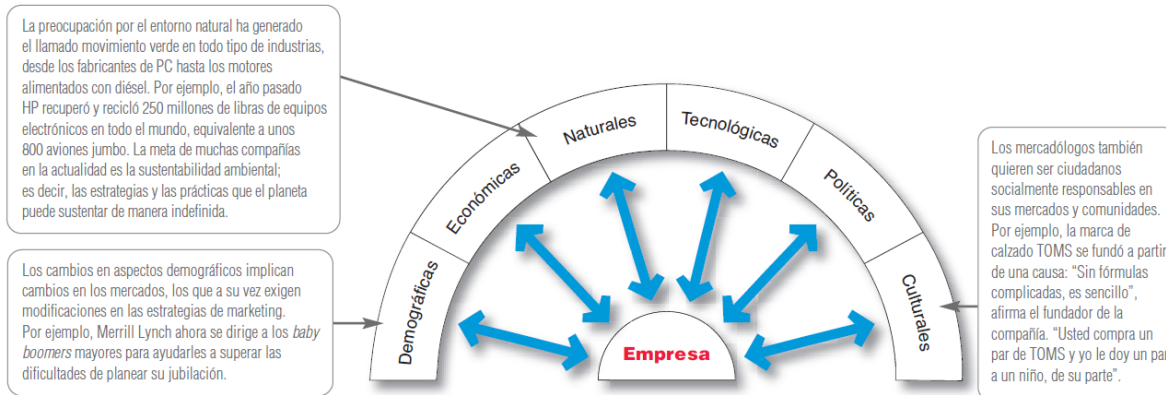 La preocupación por el entorno natural ha generado
el llamado movimiento verde en todo tipo de industrias,
desde los fabricantes de PC hasta los motores
alimentados con diésel. Por ejemplo, el año pasado
HP recuperó y recicló 250 millones de libras de equipos
electrónicos en todo el mundo, equivalente a unos
800 aviones jumbo. La meta de muchas compañías
en la actualidad es la sustentabilidad ambiental;
es decir, las estrategias y las prácticas que el planeta
puede sustentar de manera indefinida.
Los cambios en aspectos demográficos implican
cambios en los mercados, los que a su vez exigen
modificaciones en las estrategias de marketing.
Por ejemplo, Merrill Lynch ahora se dirige a los baby
boomers mayores para ayudarles a superar las
dificultades de planear su jubilación.
Demográficas
Económicas
Naturales
Tecnológicas
Políticas
Culturales
Empresa
Los mercadólogos también
quieren ser ciudadanos
socialmente responsables en
sus mercados y comunidades.
Por ejemplo, la marca de
calzado TOMS se fundó a partir
de una causa: “Sin fórmulas
complicadas, es sencillo”,
afirma el fundador de la
compañía. “Usted compra un
par de TOMS y yo le doy un par
a un niño, de su parte”.